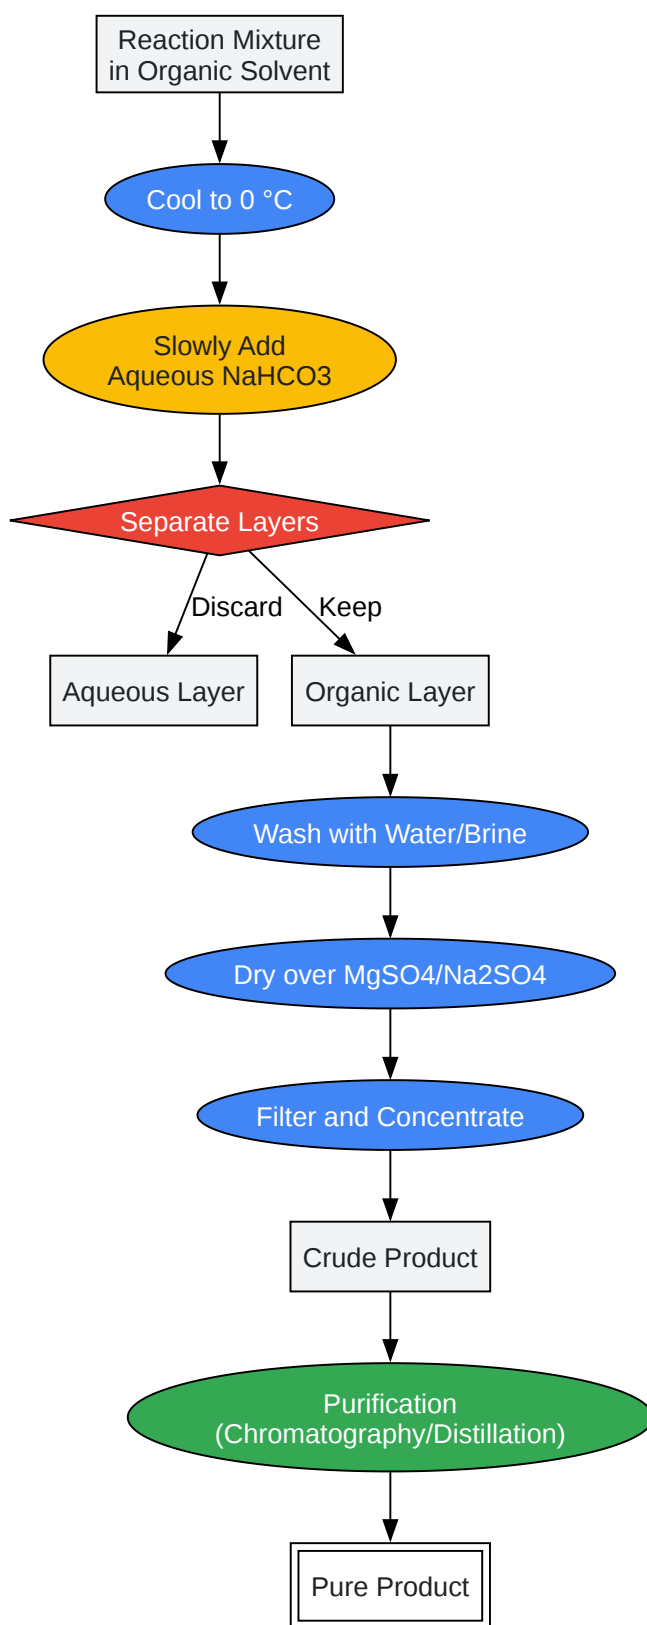 Reaction Mixture
in Organic Solvent
Cool to 0 °C
Slowly Add
Aqueous NaHCO3
Separate Layers
Discard
Keep
Aqueous Layer
Organic Layer
Wash with Water/Brine
Dry over MgSO4/Na2SO4
Filter and Concentrate
Crude Product
Purification
(Chromatography/Distillation)
Pure Product